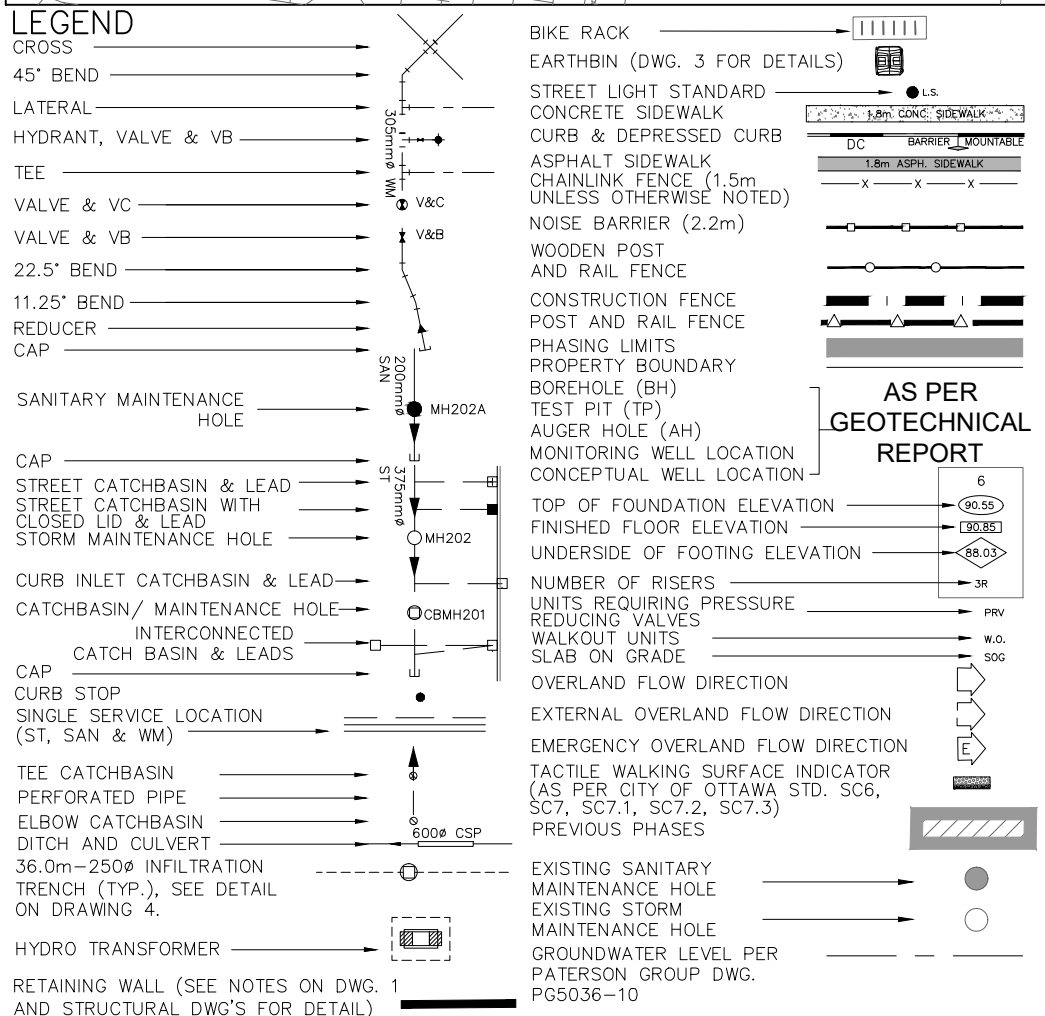 LEGEND
CROSS
45° BEND
LATERAL
HYDRANT, VALVE & VB
TEE
VALVE & VC
VALVE & VB
22.5° BEND
11.25° BEND
REDUCER
CAP
SANITARY MAINTENANCE
HOLE
CAP
STREET CATCHBASIN & LEAD
STREET CATCHBASIN WITH
CLOSED LID & LEAD
STORM MAINTENANCE HOLE
CURB INLET CATCHBASIN & LEAD
CATCHBASIN/ MAINTENANCE HOLE
INTERCONNECTED
CATCH BASIN & LEADS
CAP
CURB STOP
SINGLE SERVICE LOCATION
(ST, SAN & WM)
TEE CATCHBASIN
PERFORATED PIPE
ELBOW CATCHBASIN
DITCH AND CULVERT
36.0m-250ø INFILTRATION
TRENCH (TYP.), SEE DETAIL
ON DRAWING 4.
HYDRO TRANSFORMER
RETAINING WALL (SEE NOTES ON DWG. 1
AND STRUCTURAL DWG'S FOR DETAIL)
305mmø WM
V&C
V&B
200mmø
SAN
MH202A
375mmø
ST
MH202
CBMH201
600ø CSP
BIKE RACK
EARTHBIN (DWG. 3 FOR DETAILS)
STREET LIGHT STANDARD
L.S.
CONCRETE SIDEWALK
1.8m CONC. SIDEWALK
CURB & DEPRESSED CURB
DC BARRIER MOUNTABLE
ASPHALT SIDEWALK
1.8m ASPH. SIDEWALK
CHAINLINK FENCE (1.5m
UNLESS OTHERWISE NOTED)
X X X
NOISE BARRIER (2.2m)
WOODEN POST
AND RAIL FENCE
CONSTRUCTION FENCE
POST AND RAIL FENCE
PHASING LIMITS
PROPERTY BOUNDARY
BOREHOLE (BH)
TEST PIT (TP)
AUGER HOLE (AH)
MONITORING WELL LOCATION
CONCEPTUAL WELL LOCATION
AS PER
GEOTECHNICAL
REPORT
6
TOP OF FOUNDATION ELEVATION
90.55
FINISHED FLOOR ELEVATION
90.85
UNDERSIDE OF FOOTING ELEVATION
88.03
NUMBER OF RISERS
3R
UNITS REQUIRING PRESSURE
REDUCING VALVES
PRV
WALKOUT UNITS
W.O.
SLAB ON GRADE
SOG
OVERLAND FLOW DIRECTION
EXTERNAL OVERLAND FLOW DIRECTION
EMERGENCY OVERLAND FLOW DIRECTION
E
TACTILE WALKING SURFACE INDICATOR
(AS PER CITY OF OTTAWA STD. SC6,
SC7, SC7.1, SC7.2, SC7.3)
PREVIOUS PHASES
EXISTING SANITARY
MAINTENANCE HOLE
EXISTING STORM
MAINTENANCE HOLE
GROUNDWATER LEVEL PER
PATERSON GROUP DWG.
PG5036-10